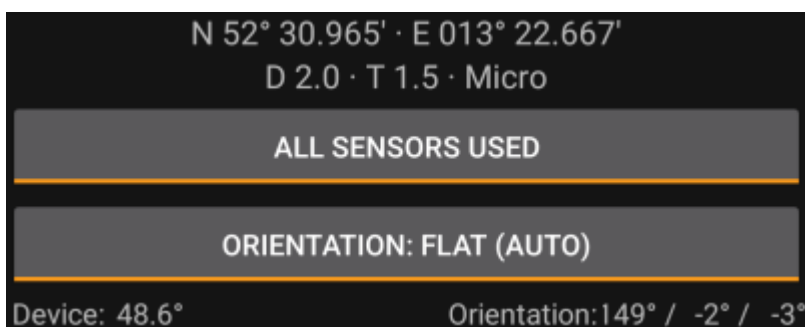 N 52° 30.965' · E 013° 22.667'
D 2.0 · T 1.5 · Micro
ALL SENSORS USED
ORIENTATION: FLAT (AUTO)
Device: 48.6° Orientation:149° / -2° / -3°